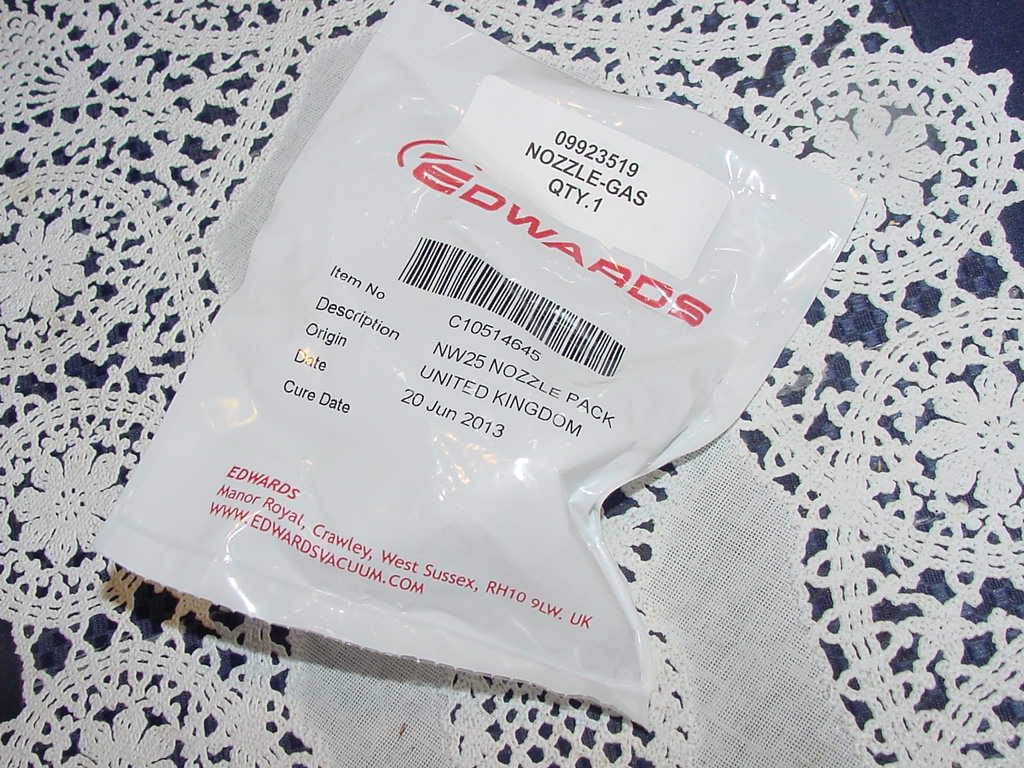 09923519
NOZZLE-GAS
QTY.1
EDWARDS
Item No C10514645
Description NW25 NOZZLE PACK
Origin UNITED KINGDOM
Date 20 Jun 2013
Cure Date
EDWARDS
Manor Royal, Crawley, West Sussex, RH10 9LW. UK
WWW.EDWARDSVACUUM.COM